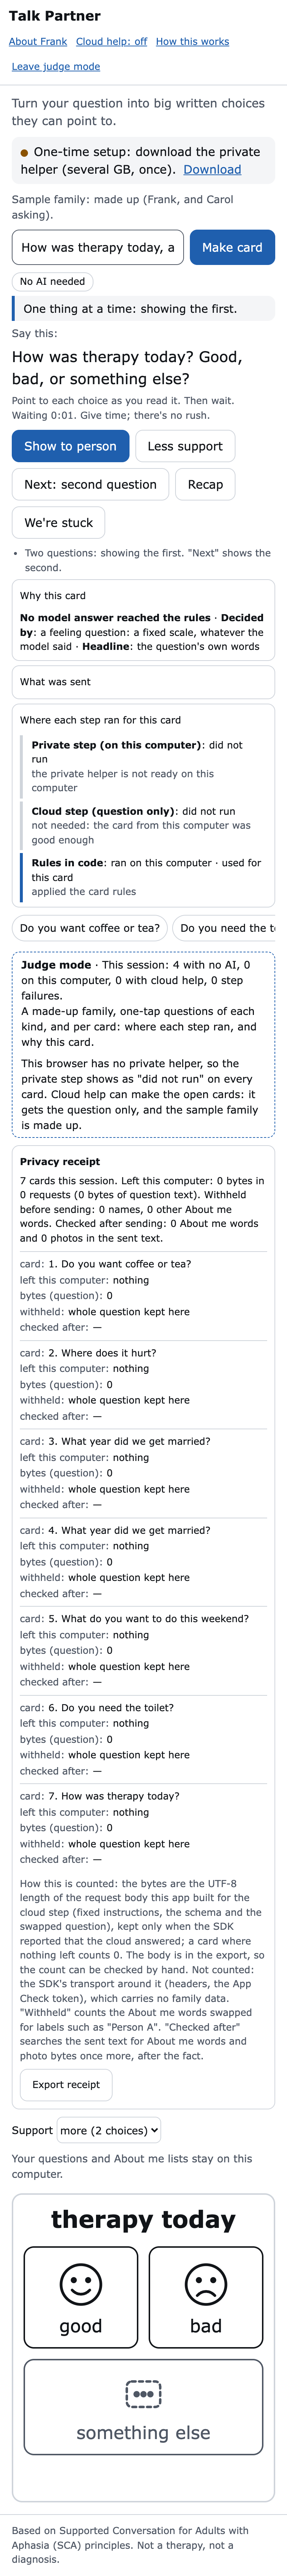 Talk Partner
About Frank Cloud help: off How this works
Leave judge mode
Turn your question into big written choices
they can point to.
One-time setup: download the private
helper (several GB, once). Download
Sample family: made up (Frank, and Carol
asking).
How was therapy today, a
Make card
No AI needed
One thing at a time: showing the first.
Say this:
How was therapy today? Good,
bad, or something else?
Point to each choice as you read it. Then wait.
Waiting 0:01. Give time; there's no rush.
Show to person
Less support
Next: second question
Recap
We're stuck
• Two questions: showing the first. "Next" shows the
second.
Why this card
No model answer reached the rules · Decided
by: a feeling question: a fixed scale, whatever the
model said · Headline: the question's own words
What was sent
Where each step ran for this card
Private step (on this computer): did not
run
the private helper is not ready on this
computer
Cloud step (question only): did not run
not needed: the card from this computer was
good enough
Rules in code: ran on this computer · used for
this card
applied the card rules
Do you want coffee or tea?
Do you need the t
Judge mode · This session: 4 with no AI, 0
on this computer, 0 with cloud help, 0 step
failures.
A made-up family, one-tap questions of each
kind, and per card: where each step ran, and
why this card.
This browser has no private helper, so the
private step shows as "did not run" on every
card. Cloud help can make the open cards: it
gets the question only, and the sample family
is made up.
Privacy receipt
7 cards this session. Left this computer: 0 bytes in
0 requests (0 bytes of question text). Withheld
before sending: 0 names, 0 other About me
words. Checked after sending: 0 About me words
and 0 photos in the sent text.
card: 1. Do you want coffee or tea?
left this computer: nothing
bytes (question): 0
withheld: whole question kept here
checked after: —
card: 2. Where does it hurt?
left this computer: nothing
bytes (question): 0
withheld: whole question kept here
checked after: —
card: 3. What year did we get married?
left this computer: nothing
bytes (question): 0
withheld: whole question kept here
checked after: —
card: 4. What year did we get married?
left this computer: nothing
bytes (question): 0
withheld: whole question kept here
checked after: —
card: 5. What do you want to do this weekend?
left this computer: nothing
bytes (question): 0
withheld: whole question kept here
checked after: —
card: 6. Do you need the toilet?
left this computer: nothing
bytes (question): 0
withheld: whole question kept here
checked after: —
card: 7. How was therapy today?
left this computer: nothing
bytes (question): 0
withheld: whole question kept here
checked after: —
How this is counted: the bytes are the UTF-8
length of the request body this app built for the
cloud step (fixed instructions, the schema and the
swapped question), kept only when the SDK
reported that the cloud answered; a card where
nothing left counts 0. The body is in the export, so
the count can be checked by hand. Not counted:
the SDK's transport around it (headers, the App
Check token), which carries no family data.
"Withheld" counts the About me words swapped
for labels such as "Person A". "Checked after"
searches the sent text for About me words and
photo bytes once more, after the fact.
Export receipt
Support more (2 choices)
Your questions and About me lists stay on this
computer.
therapy today
good
bad
something else
Based on Supported Conversation for Adults with
Aphasia (SCA) principles. Not a therapy, not a
diagnosis.